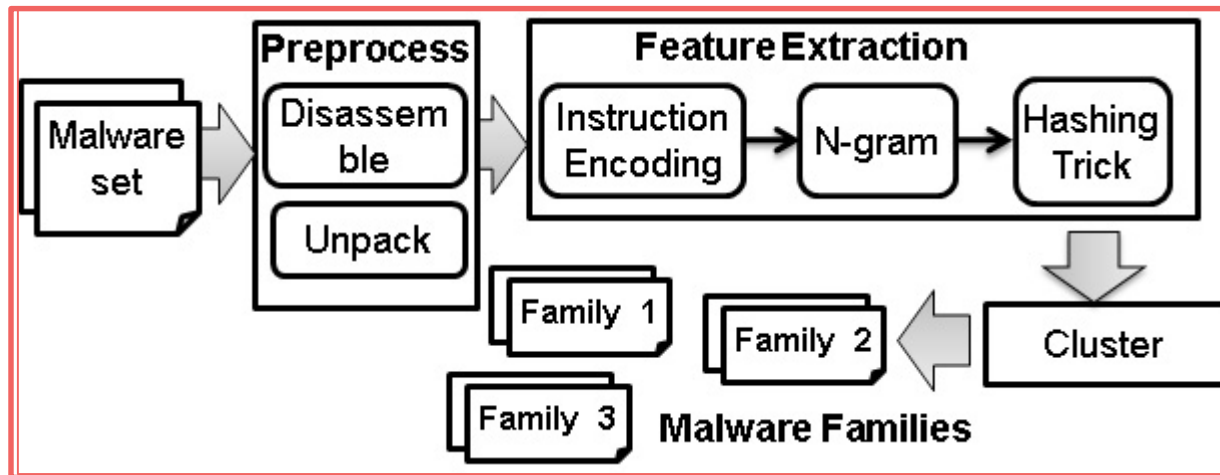 Preprocess
Feature Extraction
Malware
set
Disassem
ble
Unpack
Instruction
Encoding
N-gram
Hashing
Trick
Cluster
Family 1
Family 2
Family 3
Malware Families